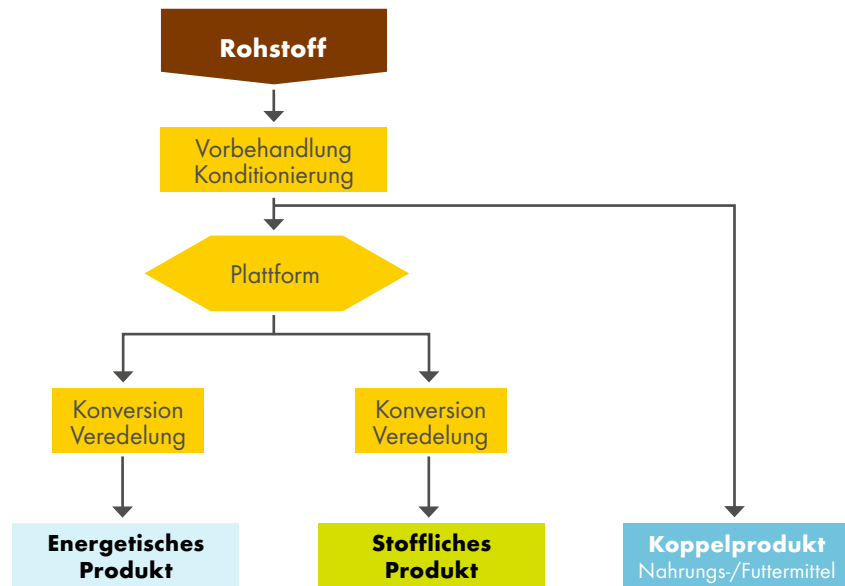 Rohstoff
Vorbehandlung
Konditionierung
Plattform
Konversion
Veredelung
Konversion
Veredelung
Energetisches
Produkt
Stoffliches
Produkt
Koppelprodukt
Nahrungs-/Futtermittel